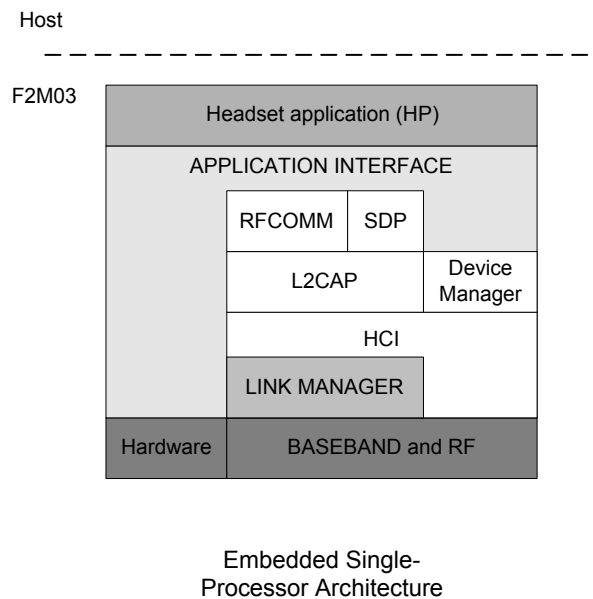 Host
F2M03
Headset application (HP)
APPLICATION INTERFACE
RFCOMM
SDP
L2CAP
Device
Manager
HCI
LINK MANAGER
Hardware
BASEBAND and RF
Embedded Single-
Processor Architecture